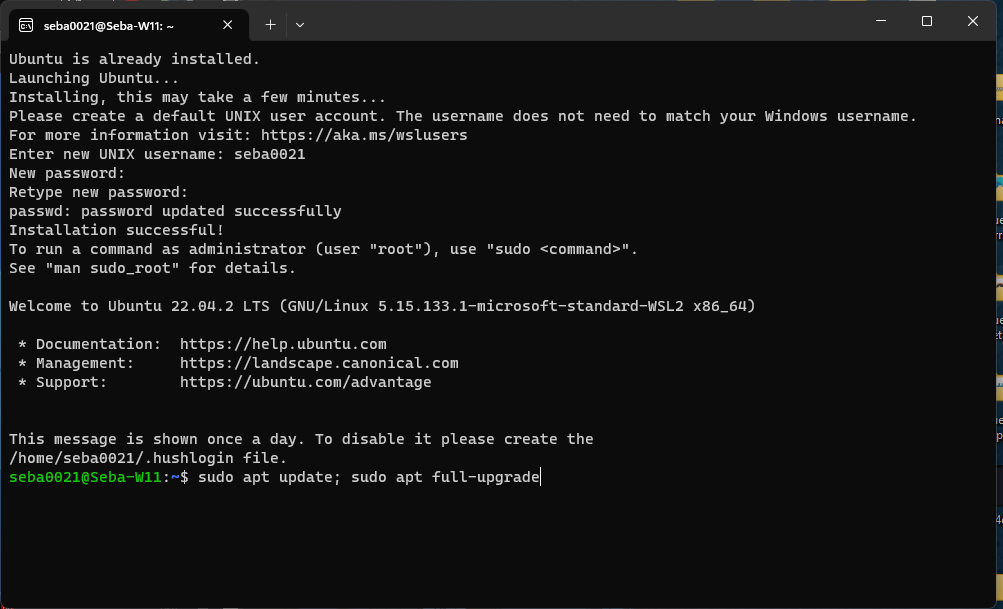 seba0021@Seba-W11: ~
Ubuntu is already installed.
Launching Ubuntu...
Installing, this may take a few minutes...
Please create a default UNIX user account. The username does not need to match your Windows username.
For more information visit: https://aka.ms/wslusers
Enter new UNIX username: seba0021
New password:
Retype new password:
passwd: password updated successfully
Installation successful!
To run a command as administrator (user "root"), use "sudo <command>".
See "man sudo_root" for details.
Welcome to Ubuntu 22.04.2 LTS (GNU/Linux 5.15.133.1-microsoft-standard-WSL2 x86_64)
* Documentation:  https://help.ubuntu.com
* Management:     https://landscape.canonical.com
* Support:        https://ubuntu.com/advantage
This message is shown once a day. To disable it please create the
/home/seba0021/.hushlogin file.
seba0021@Seba-W11:~$ sudo apt update; sudo apt full-upgrade